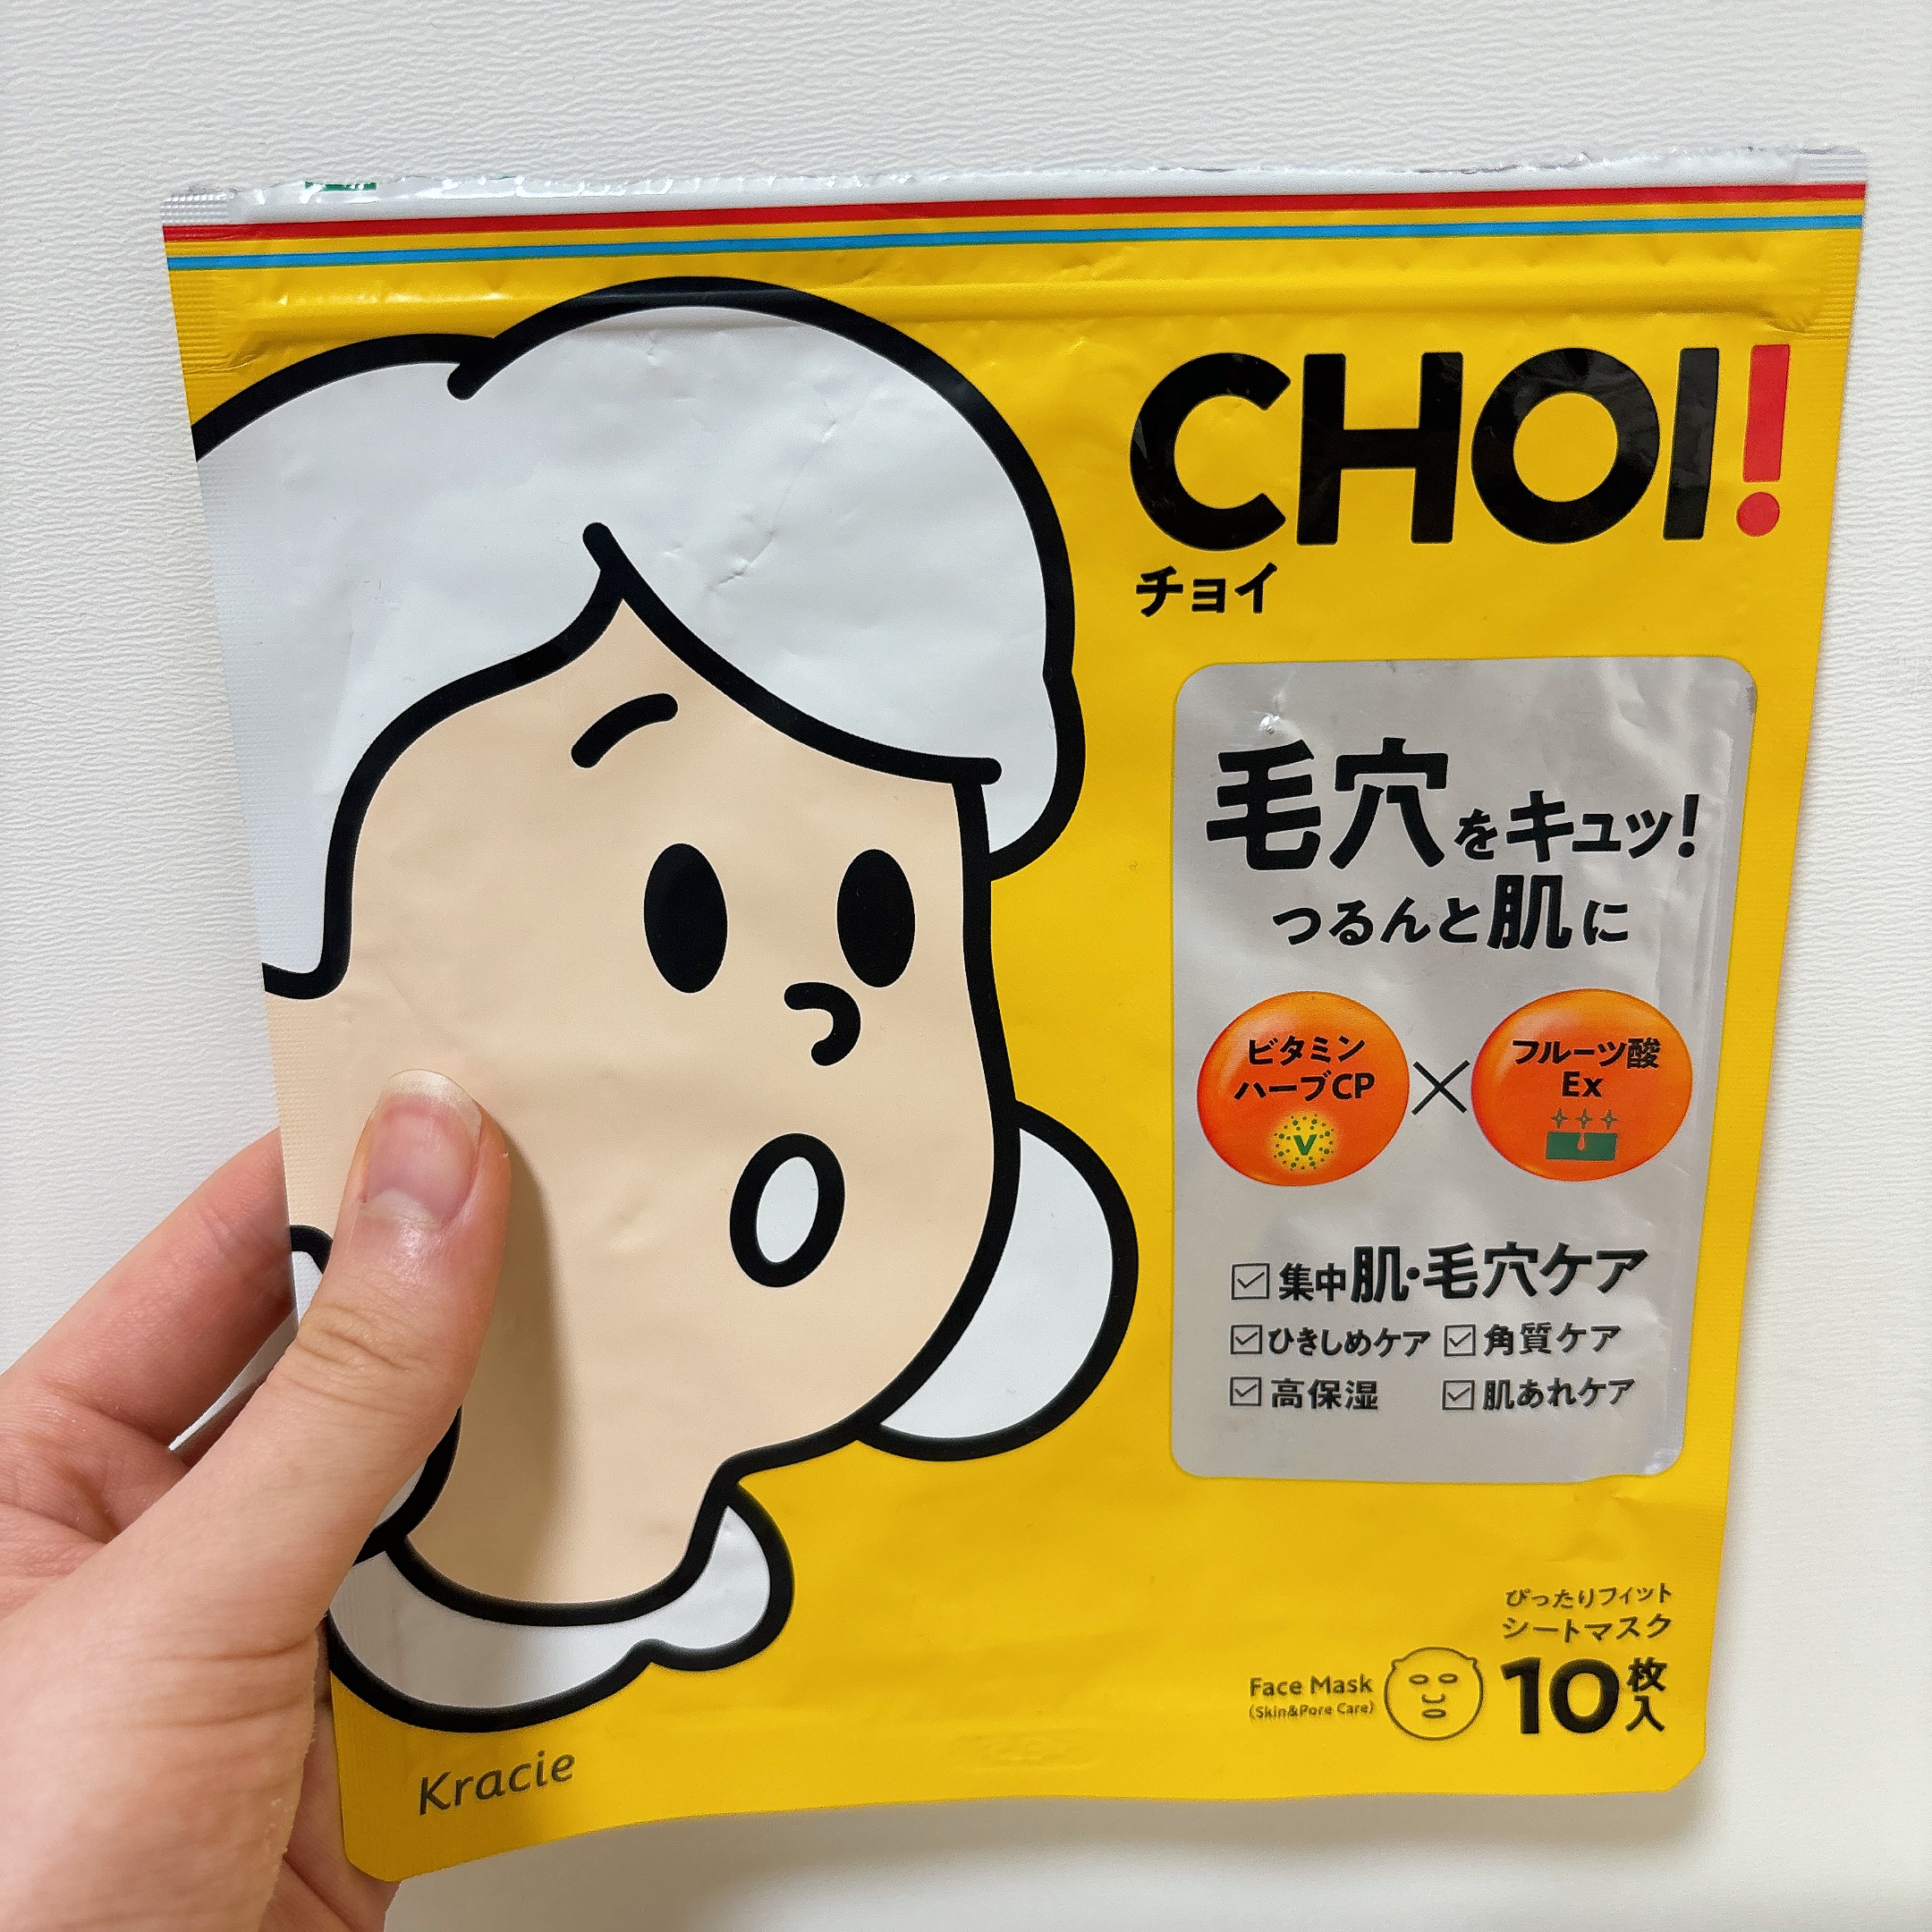 CHOI!
チョイ
毛穴をキュッ!
つるんと肌に
ビタミン
ハーブCP
V
×
フルーツ酸
Ex
集中肌・毛穴ケア
ひきしめケア 角質ケア
高保湿 肌あれケア
ぴったりフィット
シートマスク
10枚入
Face Mask
(Skin&Pore Care)
Kracie